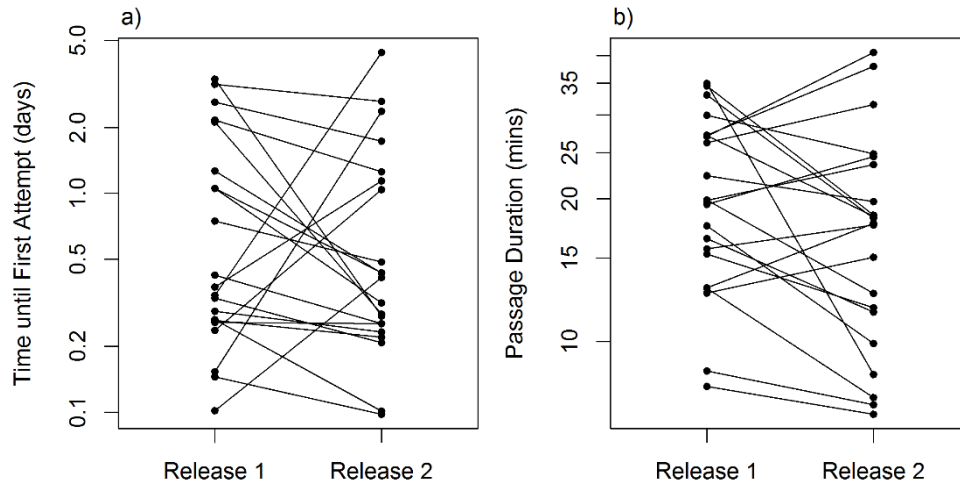 a)
Time until First Attempt (days)
5.0
2.0
1.0
0.5
0.2
0.1
Release 1
Release 2
b)
Passage Duration (mins)
35
25
20
15
10
Release 1
Release 2